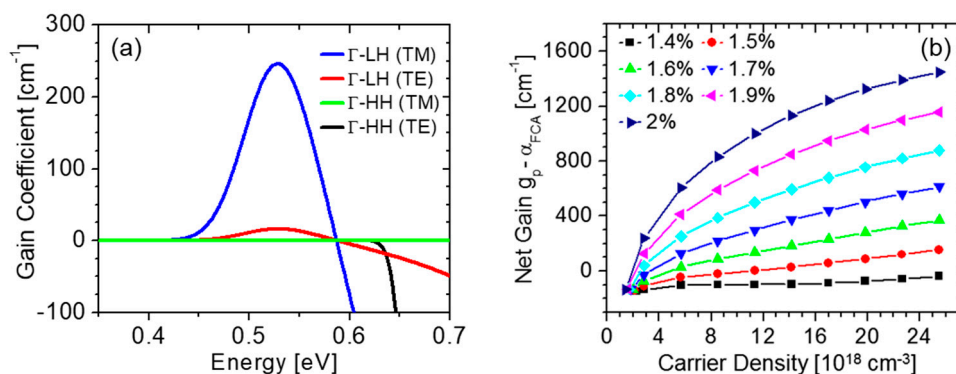 (a)
Gain Coefficient [cm⁻¹]
300
200
100
0
-100
Γ-LH (TM)
Γ-LH (TE)
Γ-HH (TM)
Γ-HH (TE)
0.4 0.5 0.6 0.7
Energy [eV]
(b)
Net Gain gₚ - α_FCA [cm⁻¹]
1600
1200
800
400
0
1.4% 1.5%
1.6% 1.7%
1.8% 1.9%
2%
0 4 8 12 16 20 24
Carrier Density [10¹⁸ cm⁻³]